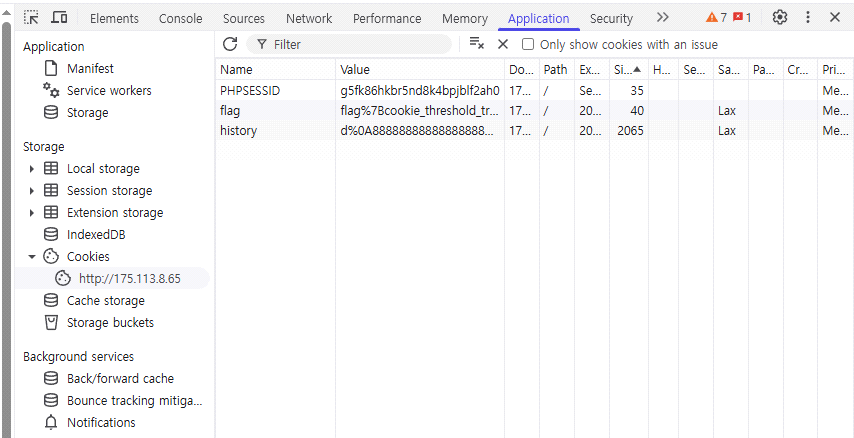 Elements Console Sources Network Performance Memory Application Security 7 1
Application
Manifest
Service workers
Storage
Storage
Local storage
Session storage
Extension storage
IndexedDB
Cookies
http://175.113.8.65
Cache storage
Storage buckets
Background services
Back/forward cache
Bounce tracking mitiga...
Notifications
Filter Only show cookies with an issue
Name Value Do... Path Ex... Si... H... Se... Sa... Pa... Cr... Pri...
PHPSESSID g5fk86hkbr5nd8k4bpjblf2ah0 17... / Se... 35 Me...
flag flag%7Bcookie_threshold_tr... 17... / 20... 40 Lax Me...
history d%0A88888888888888888... 17... / 20... 2065 Lax Me...